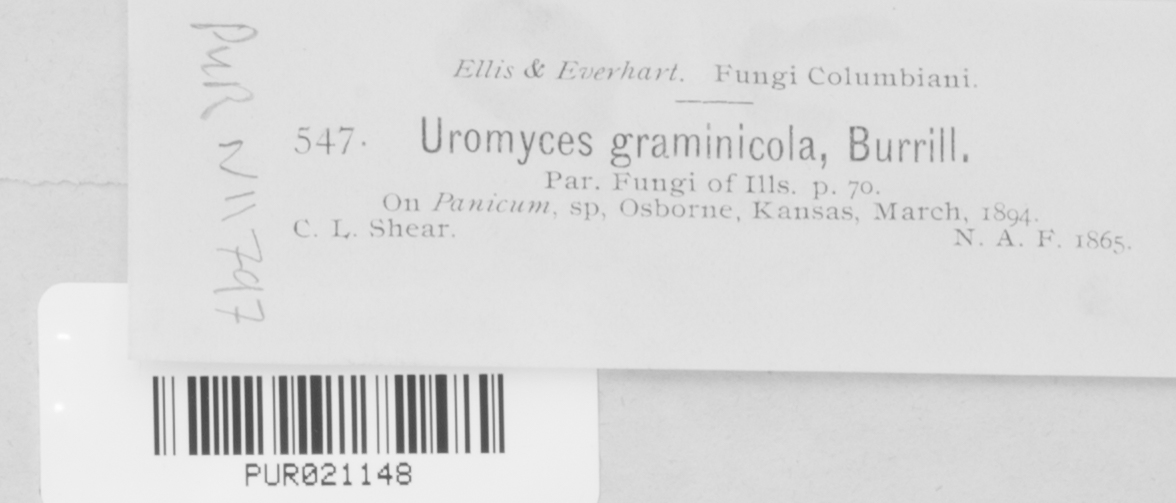 Ellis & Everhart. Fungi Columbiani.
547. Uromyces graminicola, Burrill.
Par. Fungi of Ills. p. 70.
On Panicum, sp, Osborne, Kansas, March, 1894.
C. L. Shear.
N. A. F. 1865.
PUR N11797
PUR021148